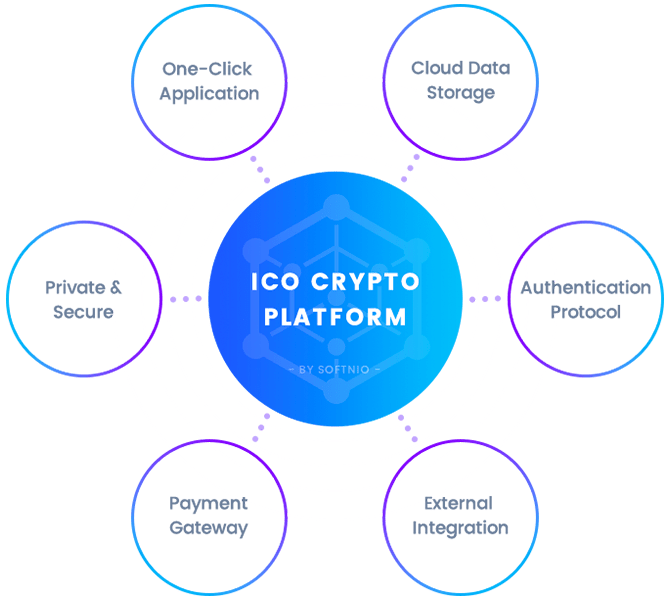 One-Click
Application
Cloud Data
Storage
Private &
Secure
ICO CRYPTO
PLATFORM
– BY SOFTNIO –
Authentication
Protocol
Payment
Gateway
External
Integration